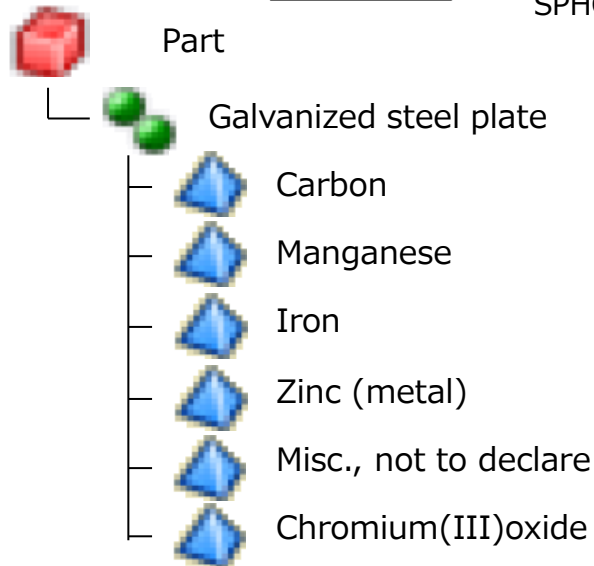 Part
Galvanized steel plate
Carbon
Manganese
Iron
Zinc (metal)
Misc., not to declare
Chromium(III)oxide